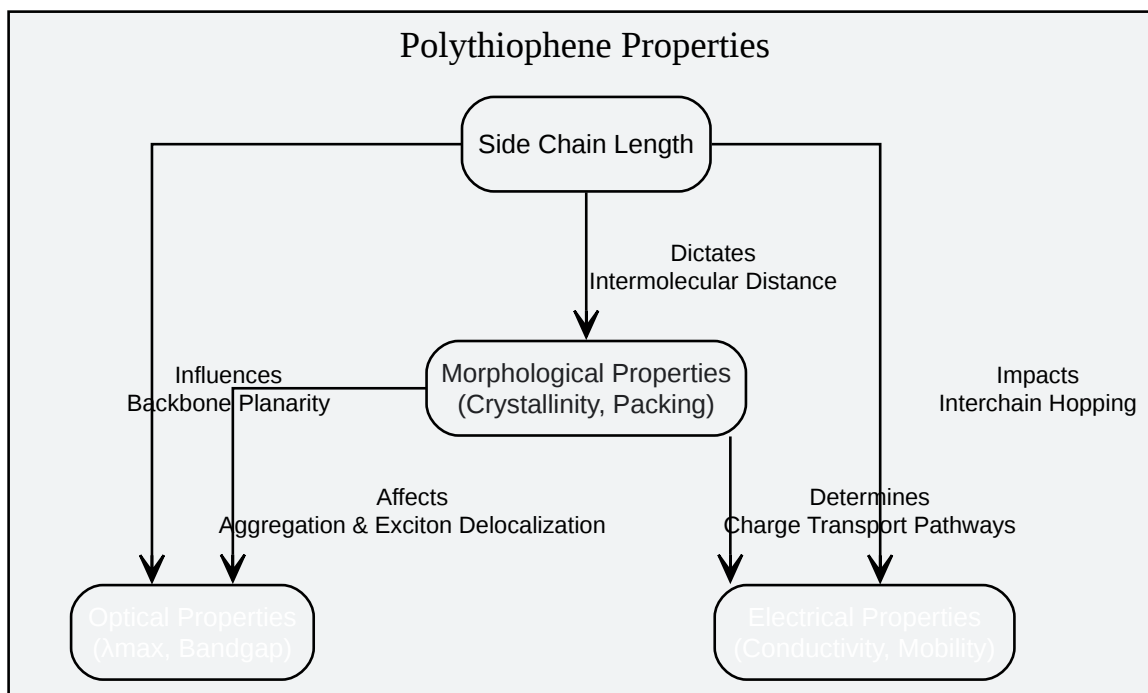 Polythiophene Properties
Side Chain Length
Dictates
Intermolecular Distance
Influences
Backbone Planarity
Morphological Properties
(Crystallinity, Packing)
Impacts
Interchain Hopping
Affects
Aggregation & Exciton Delocalization
Determines
Charge Transport Pathways
Optical Properties
(λmax, Bandgap)
Electrical Properties
(Conductivity, Mobility)